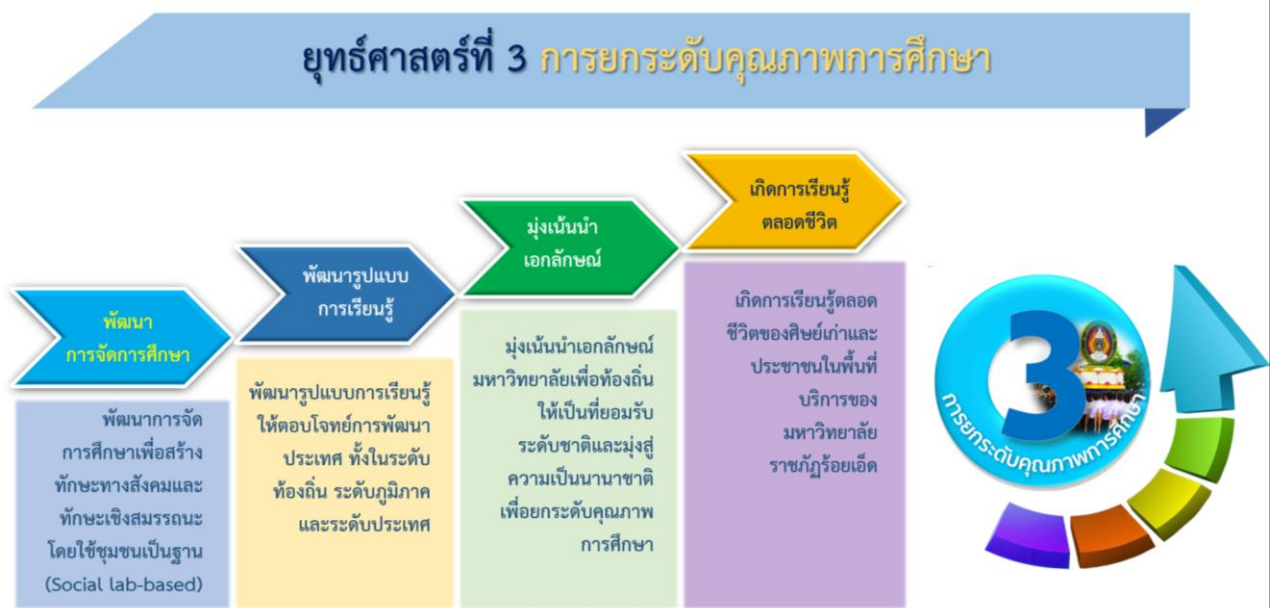 ยุทธ์ศาสตร์ที่ 3 การยกระดับคุณภาพการศึกษา
พัฒนา
การจัดการศึกษา
พัฒนาการจัด
การศึกษาเพื่อสร้าง
ทักษะทางสังคมและ
ทักษะเชิงสมรรถนะ
โดยใช้ชุมชนเป็นฐาน
(Social lab-based)
พัฒนารูปแบบ
การเรียนรู้
พัฒนารูปแบบการเรียนรู้
ให้ตอบโจทย์การพัฒนา
ประเทศ ทั้งในระดับ
ท้องถิ่น ระดับภูมิภาค
และระดับประเทศ
มุ่งเน้นนำ
เอกลักษณ์
มุ่งเน้นนำเอกลักษณ์
มหาวิทยาลัยเพื่อท้องถิ่น
ให้เป็นที่ยอมรับ
ระดับชาติและมุ่งสู่
ความเป็นนานาชาติ
เพื่อยกระดับคุณภาพ
การศึกษา
เกิดการเรียนรู้
ตลอดชีวิต
เกิดการเรียนรู้ตลอด
ชีวิตของศิษย์เก่าและ
ประชาชนในพื้นที่
บริการของ
มหาวิทยาลัย
ราชภัฏร้อยเอ็ด
3
การยกระดับคุณภาพการศึกษา